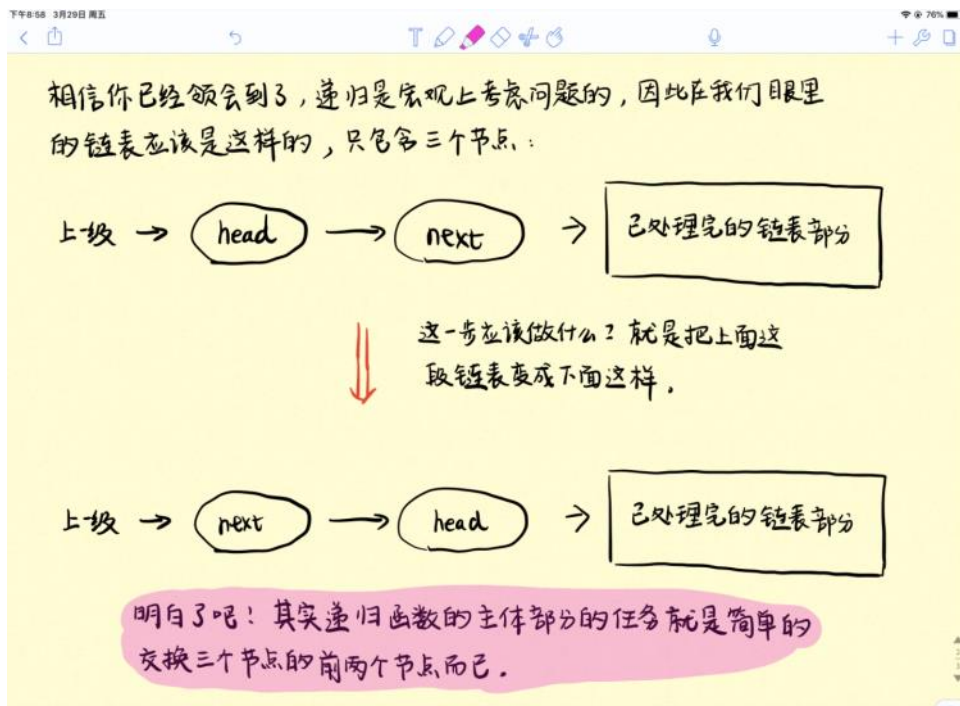 下午8:58 3月29日 周五
76%
相信你已经领会到了，递归是宏观上考虑问题的，因此在我们眼里
的链表应该是这样的，只包含三个节点：
上级 → head → next → 已处理完的链表部分
这一步应该做什么？就是把上面这
段链表变成下面这样．
上级 → next → head → 已处理完的链表部分
明白了吧！其实递归函数的主体部分的任务就是简单的
交换三个节点的前两个节点而已．